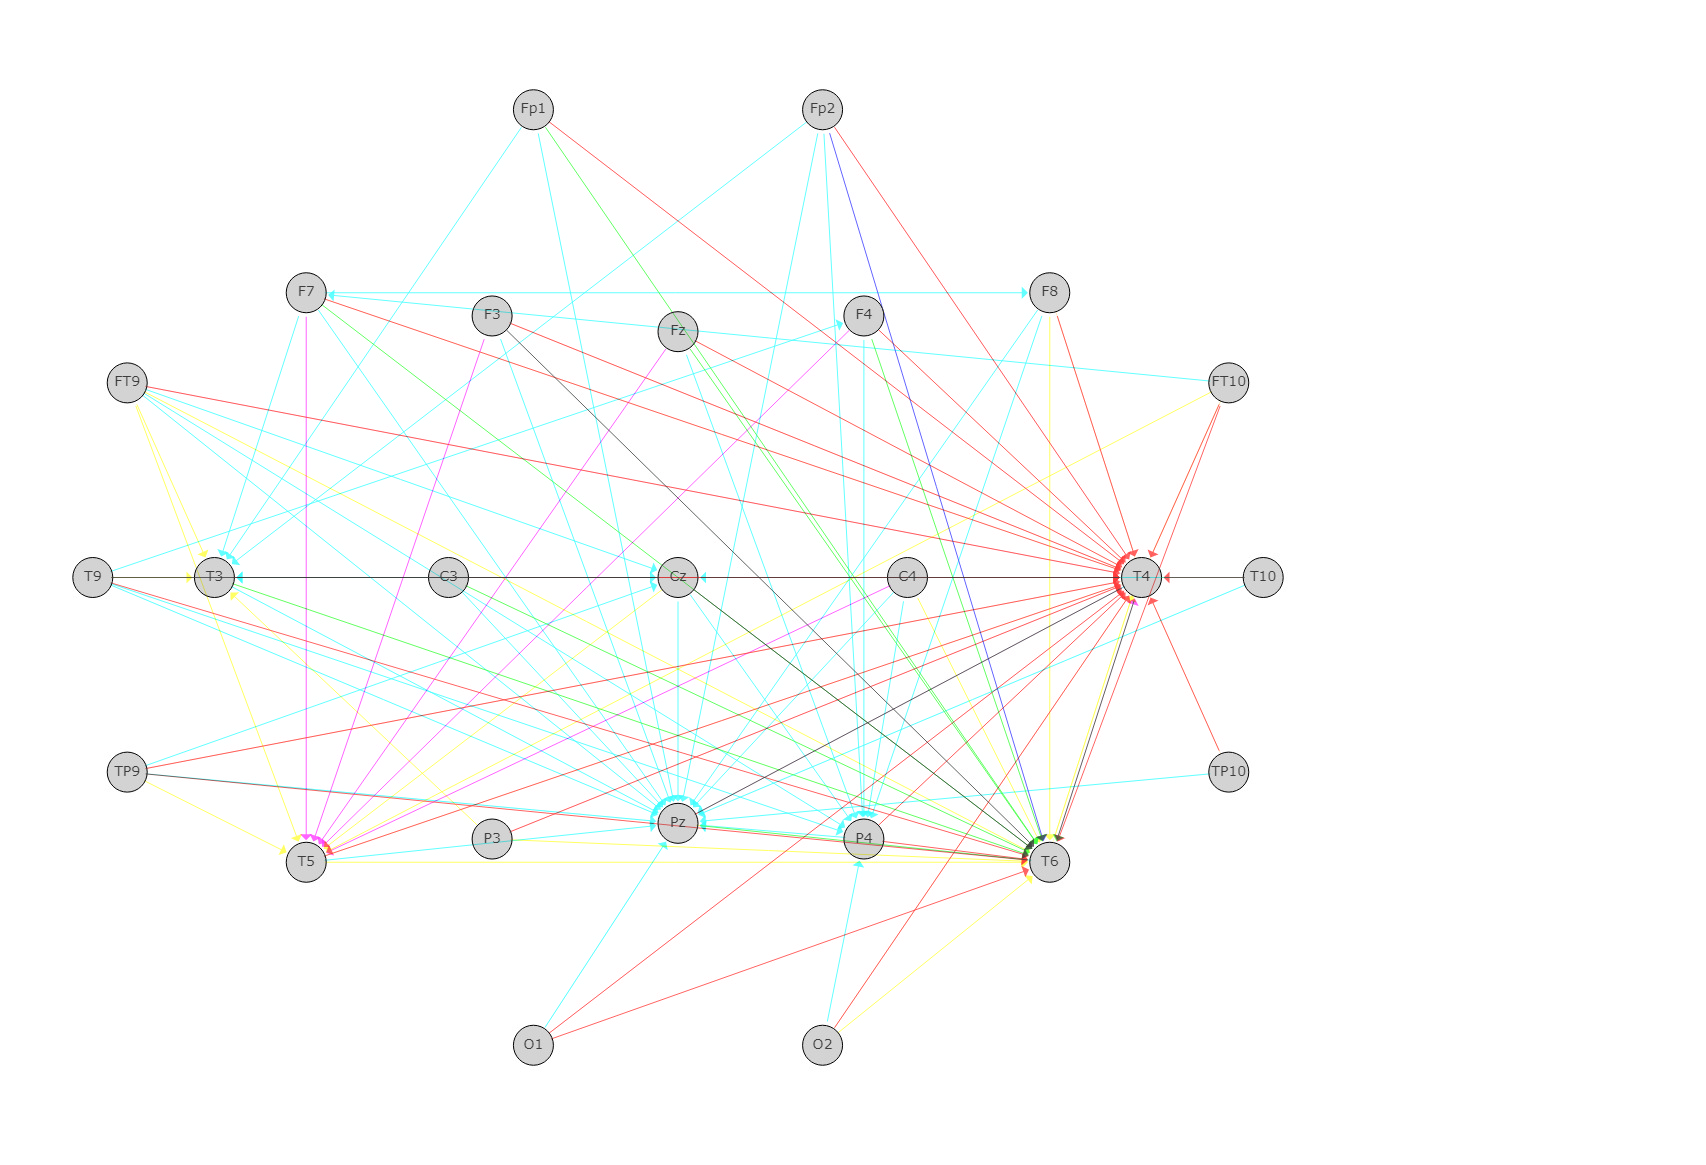 Fp1 Fp2
F7 F3 Fz F4 F8
FT9 FT10
T9 T3 C3 Cz C4 T4 T10
TP9 TP10
T5 P3 Pz P4 T6
O1 O2